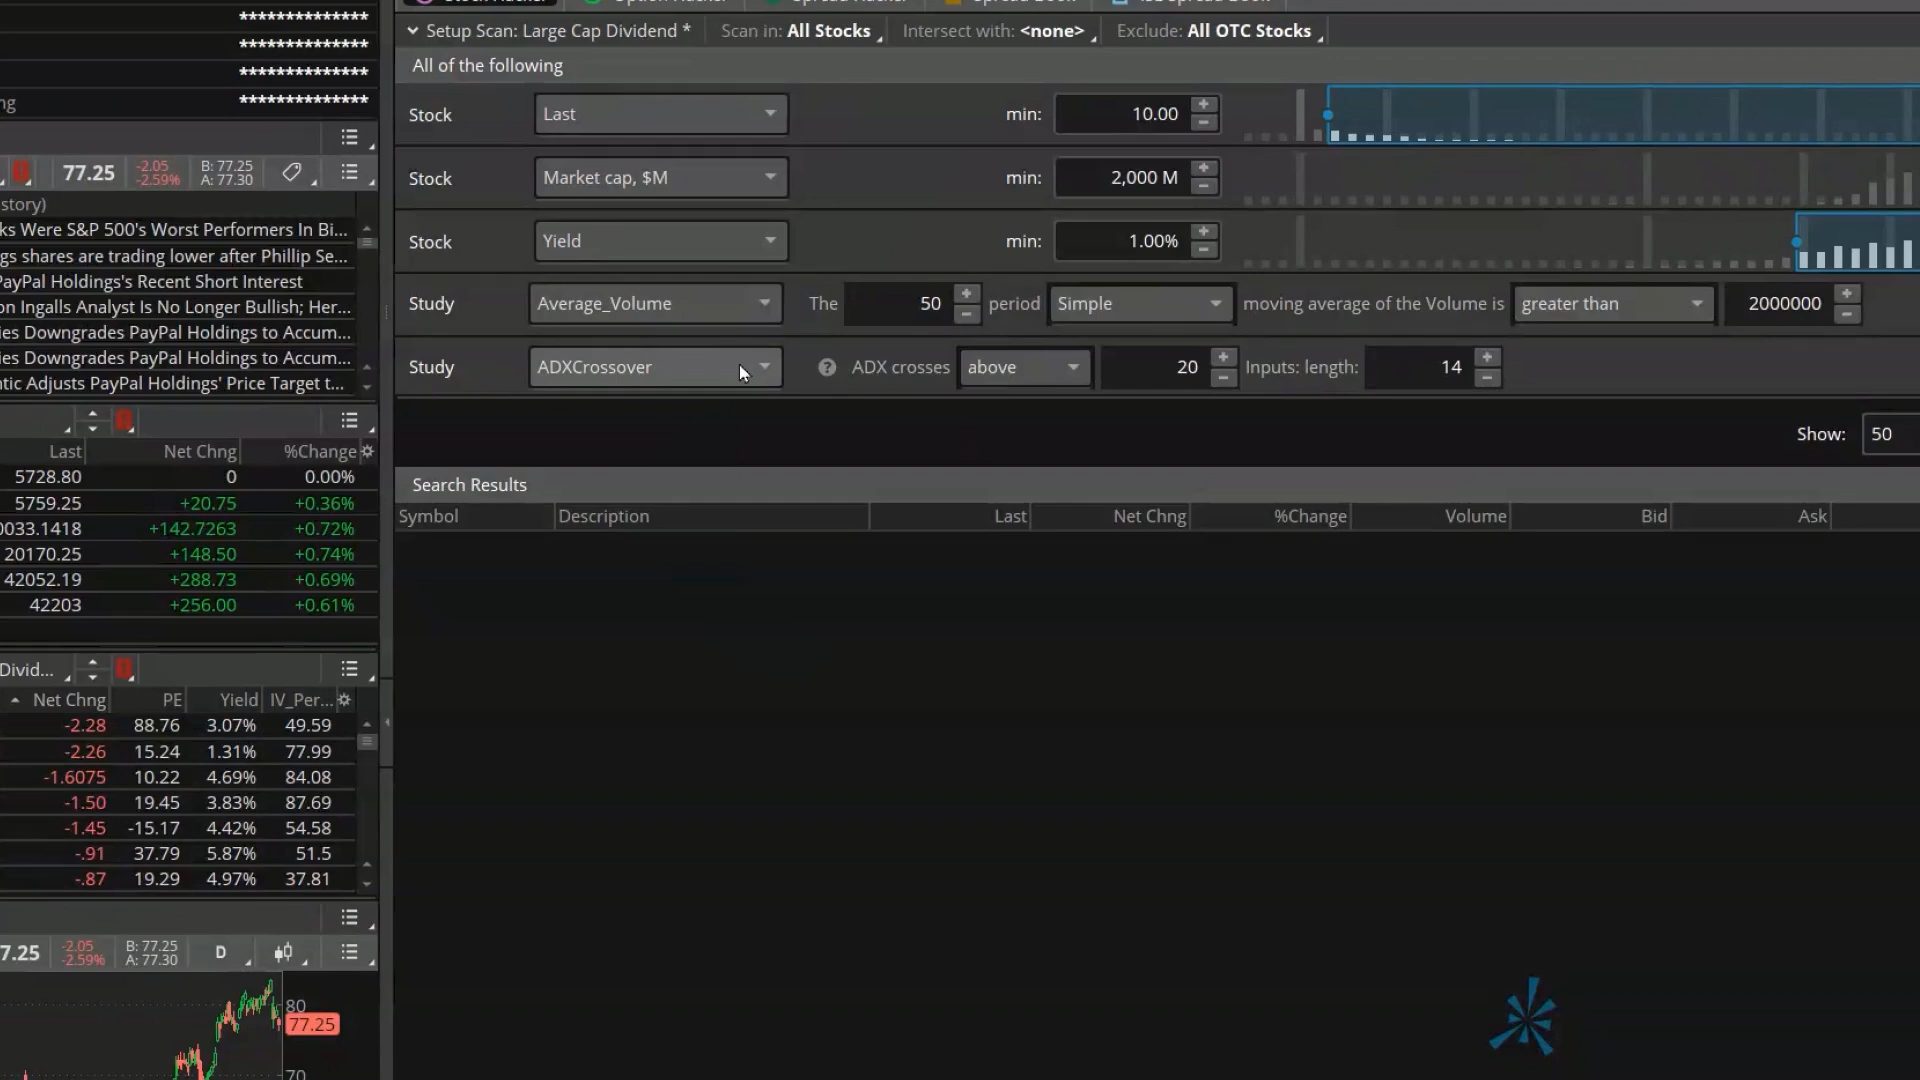 **************
**************
**************
ng **************
77.25 -2.05 -2.59% B: 77.25 A: 77.30
story)
ks Were S&P 500's Worst Performers In Bi...
gs shares are trading lower after Phillip Se...
PayPal Holdings's Recent Short Interest
on Ingalls Analyst Is No Longer Bullish; Her...
ies Downgrades PayPal Holdings to Accum...
ies Downgrades PayPal Holdings to Accum...
ntic Adjusts PayPal Holdings' Price Target t...
Last Net Chng %Change
5728.80 0 0.00%
5759.25 +20.75 +0.36%
0033.1418 +142.7263 +0.72%
20170.25 +148.50 +0.74%
42052.19 +288.73 +0.69%
42203 +256.00 +0.61%
Divid...
Net Chng PE Yield IV_Per...
-2.28 88.76 3.07% 49.59
-2.26 15.24 1.31% 77.99
-1.6075 10.22 4.69% 84.08
-1.50 19.45 3.83% 87.69
-1.45 -15.17 4.42% 54.58
-.91 37.79 5.87% 51.5
-.87 19.29 4.97% 37.81
7.25 -2.05 -2.59% B: 77.25 A: 77.30 D
80
77.25
70
Setup Scan: Large Cap Dividend * Scan in: All Stocks Intersect with: <none> Exclude: All OTC Stocks
All of the following
Stock Last min: 10.00
Stock Market cap, $M min: 2,000 M
Stock Yield min: 1.00%
Study Average_Volume The 50 period Simple moving average of the Volume is greater than 2000000
Study ADXCrossover ? ADX crosses above 20 Inputs: length: 14
Show: 50
Search Results
Symbol Description Last Net Chng %Change Volume Bid Ask